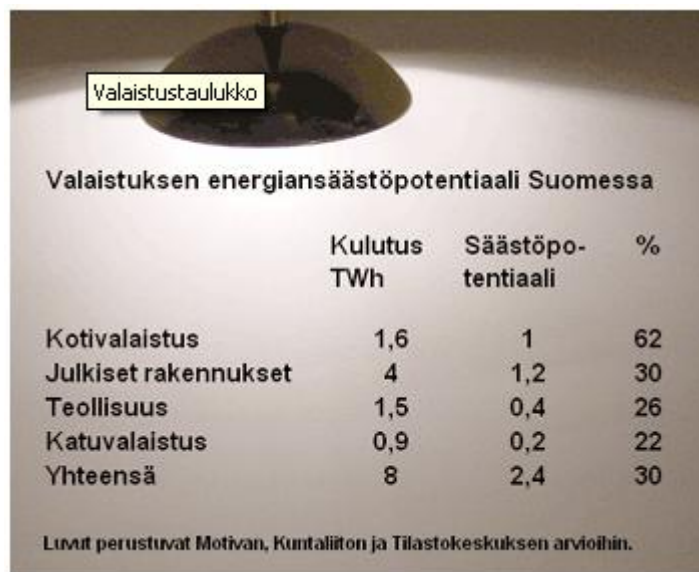 Valaistustaulukko
Valaistuksen energiansäästöpotentiaali Suomessa
Kulutus Säästöpo- %
TWh tentiaali
Kotivalaistus 1,6 1 62
Julkiset rakennukset 4 1,2 30
Teollisuus 1,5 0,4 26
Katuvalaistus 0,9 0,2 22
Yhteensä 8 2,4 30
Luvut perustuvat Motivan, Kuntaliiton ja Tilastokeskuksen arvioihin.